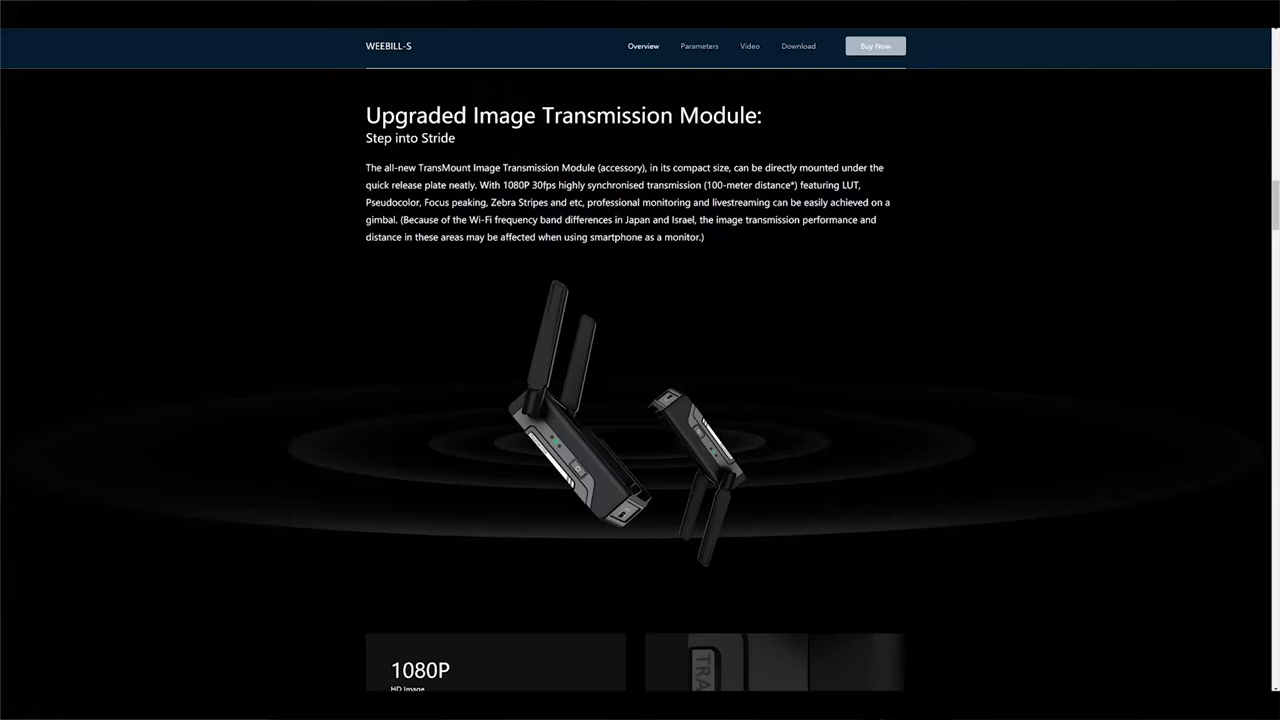 WEEBILL-S
Overview Parameters Video Download Buy Now
Upgraded Image Transmission Module:
Step into Stride
The all-new TransMount Image Transmission Module (accessory), in its compact size, can be directly mounted under the
quick release plate neatly. With 1080P 30fps highly synchronised transmission (100-meter distance*) featuring LUT,
Pseudocolor, Focus peaking, Zebra Stripes and etc, professional monitoring and livestreaming can be easily achieved on a
gimbal. (Because of the Wi-Fi frequency band differences in Japan and Israel, the image transmission performance and
distance in these areas may be affected when using smartphone as a monitor.)
1080P
HD Image
TRA